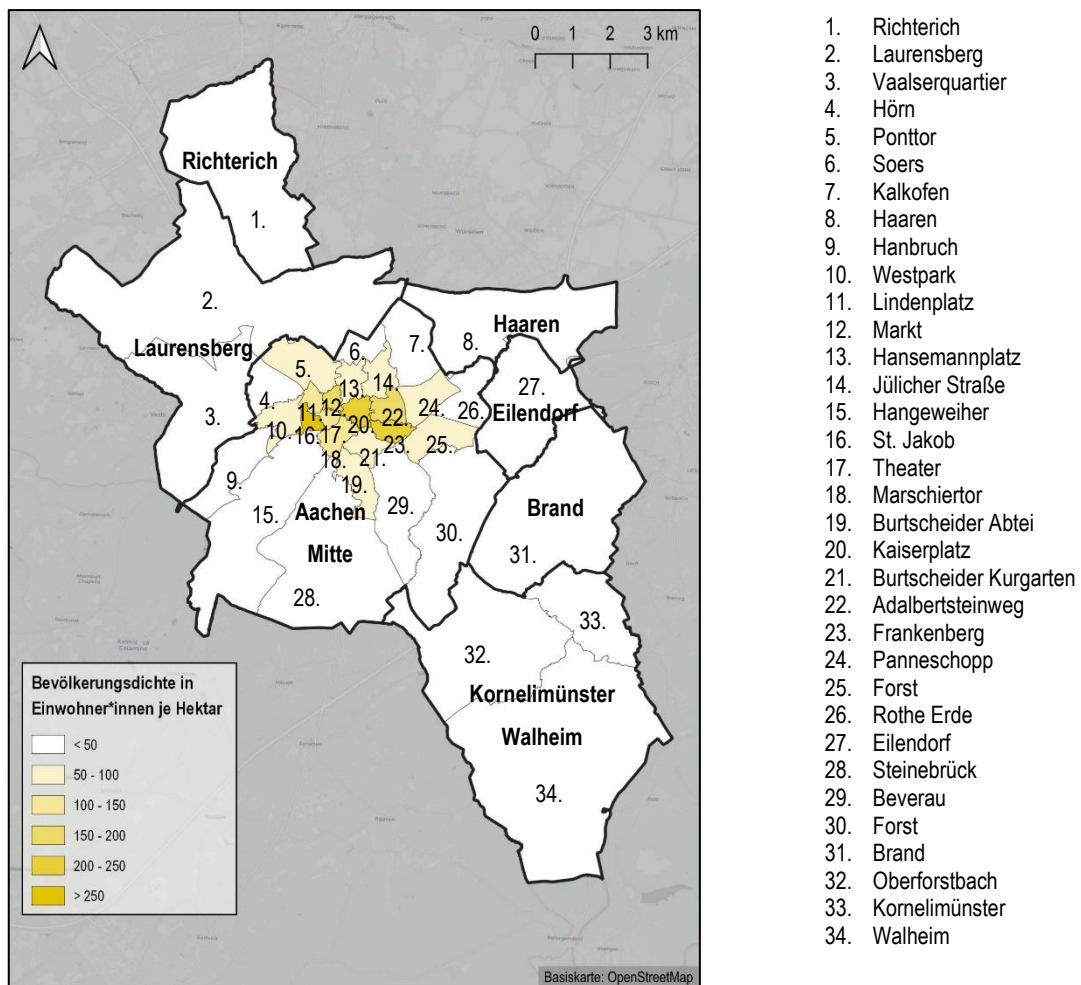 0 1 2 3 km
Richterich
1.
2.
Haaren
Laurensberg
6.
7.
8.
5.
27.
13.
14.
4.
3.
12.
24.
26.
Eilendorf
11.
20.
22.
10.
16.
17
23.
25.
18.
21.
9.
19.
29.
15.
Aachen
Mitte
30.
Brand
31.
28.
33.
32.
Kornelimünster
Walheim
34.
Bevölkerungsdichte in
Einwohner*innen je Hektar
< 50
50 - 100
100 - 150
150 - 200
200 - 250
> 250
Basiskarte: OpenStreetMap
1. Richterich
2. Laurensberg
3. Vaalserquartier
4. Hörn
5. Ponttor
6. Soers
7. Kalkofen
8. Haaren
9. Hanbruch
10. Westpark
11. Lindenplatz
12. Markt
13. Hansemannplatz
14. Jülicher Straße
15. Hangeweiher
16. St. Jakob
17. Theater
18. Marschiertor
19. Burtscheider Abtei
20. Kaiserplatz
21. Burtscheider Kurgarten
22. Adalbertsteinweg
23. Frankenberg
24. Panneschopp
25. Forst
26. Rothe Erde
27. Eilendorf
28. Steinebrück
29. Beverau
30. Forst
31. Brand
32. Oberforstbach
33. Kornelimünster
34. Walheim